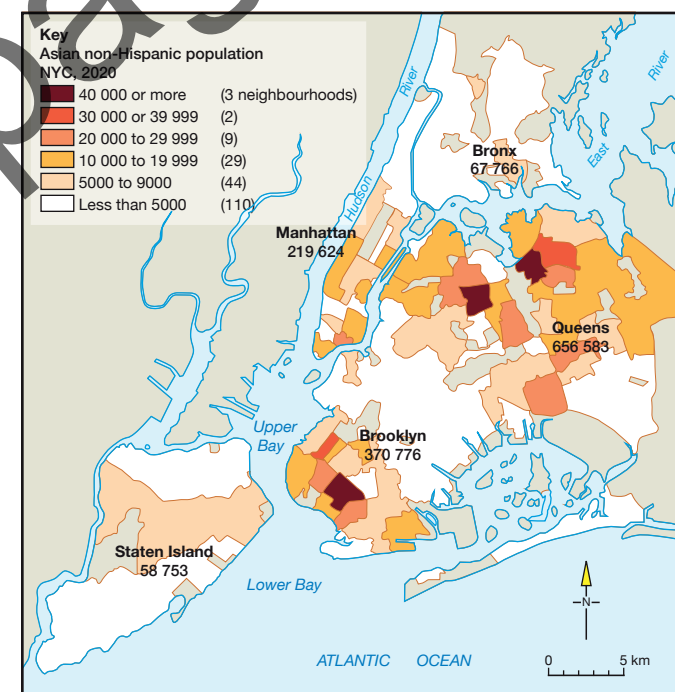 Key
Asian non-Hispanic population
NYC, 2020
40 000 or more (3 neighbourhoods)
30 000 or 39 999 (2)
20 000 to 29 999 (9)
10 000 to 19 999 (29)
5000 to 9000 (44)
Less than 5000 (110)
River
River
East
Hudson
Bronx
67 766
Manhattan
219 624
Queens
656 583
Upper
Bay
Brooklyn
370 776
Staten Island
58 753
Lower Bay
N
ATLANTIC OCEAN
0 5 km